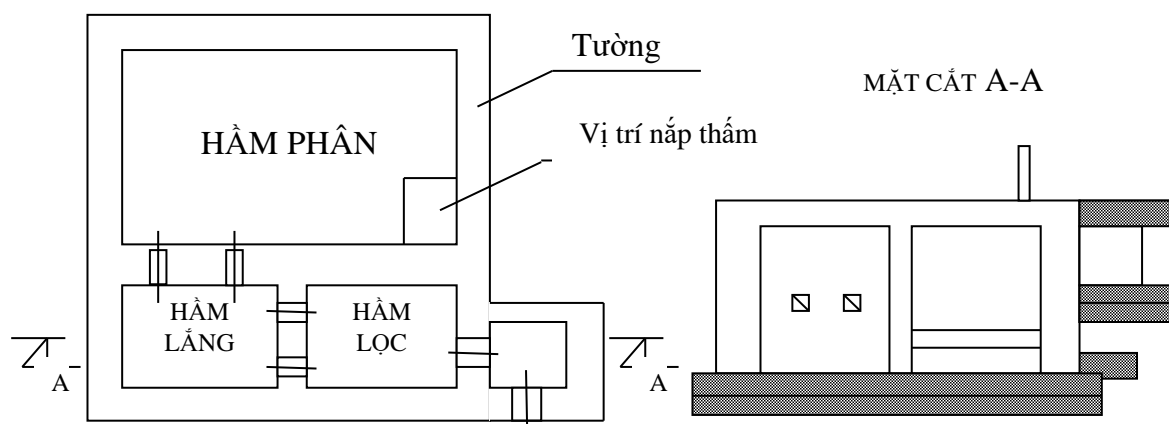 Tường
MẶT CẮT A-A
Vị trí nắp thấm
HẦM PHÂN
HẦM
LẮNG
HẦM
LỌC
A
A